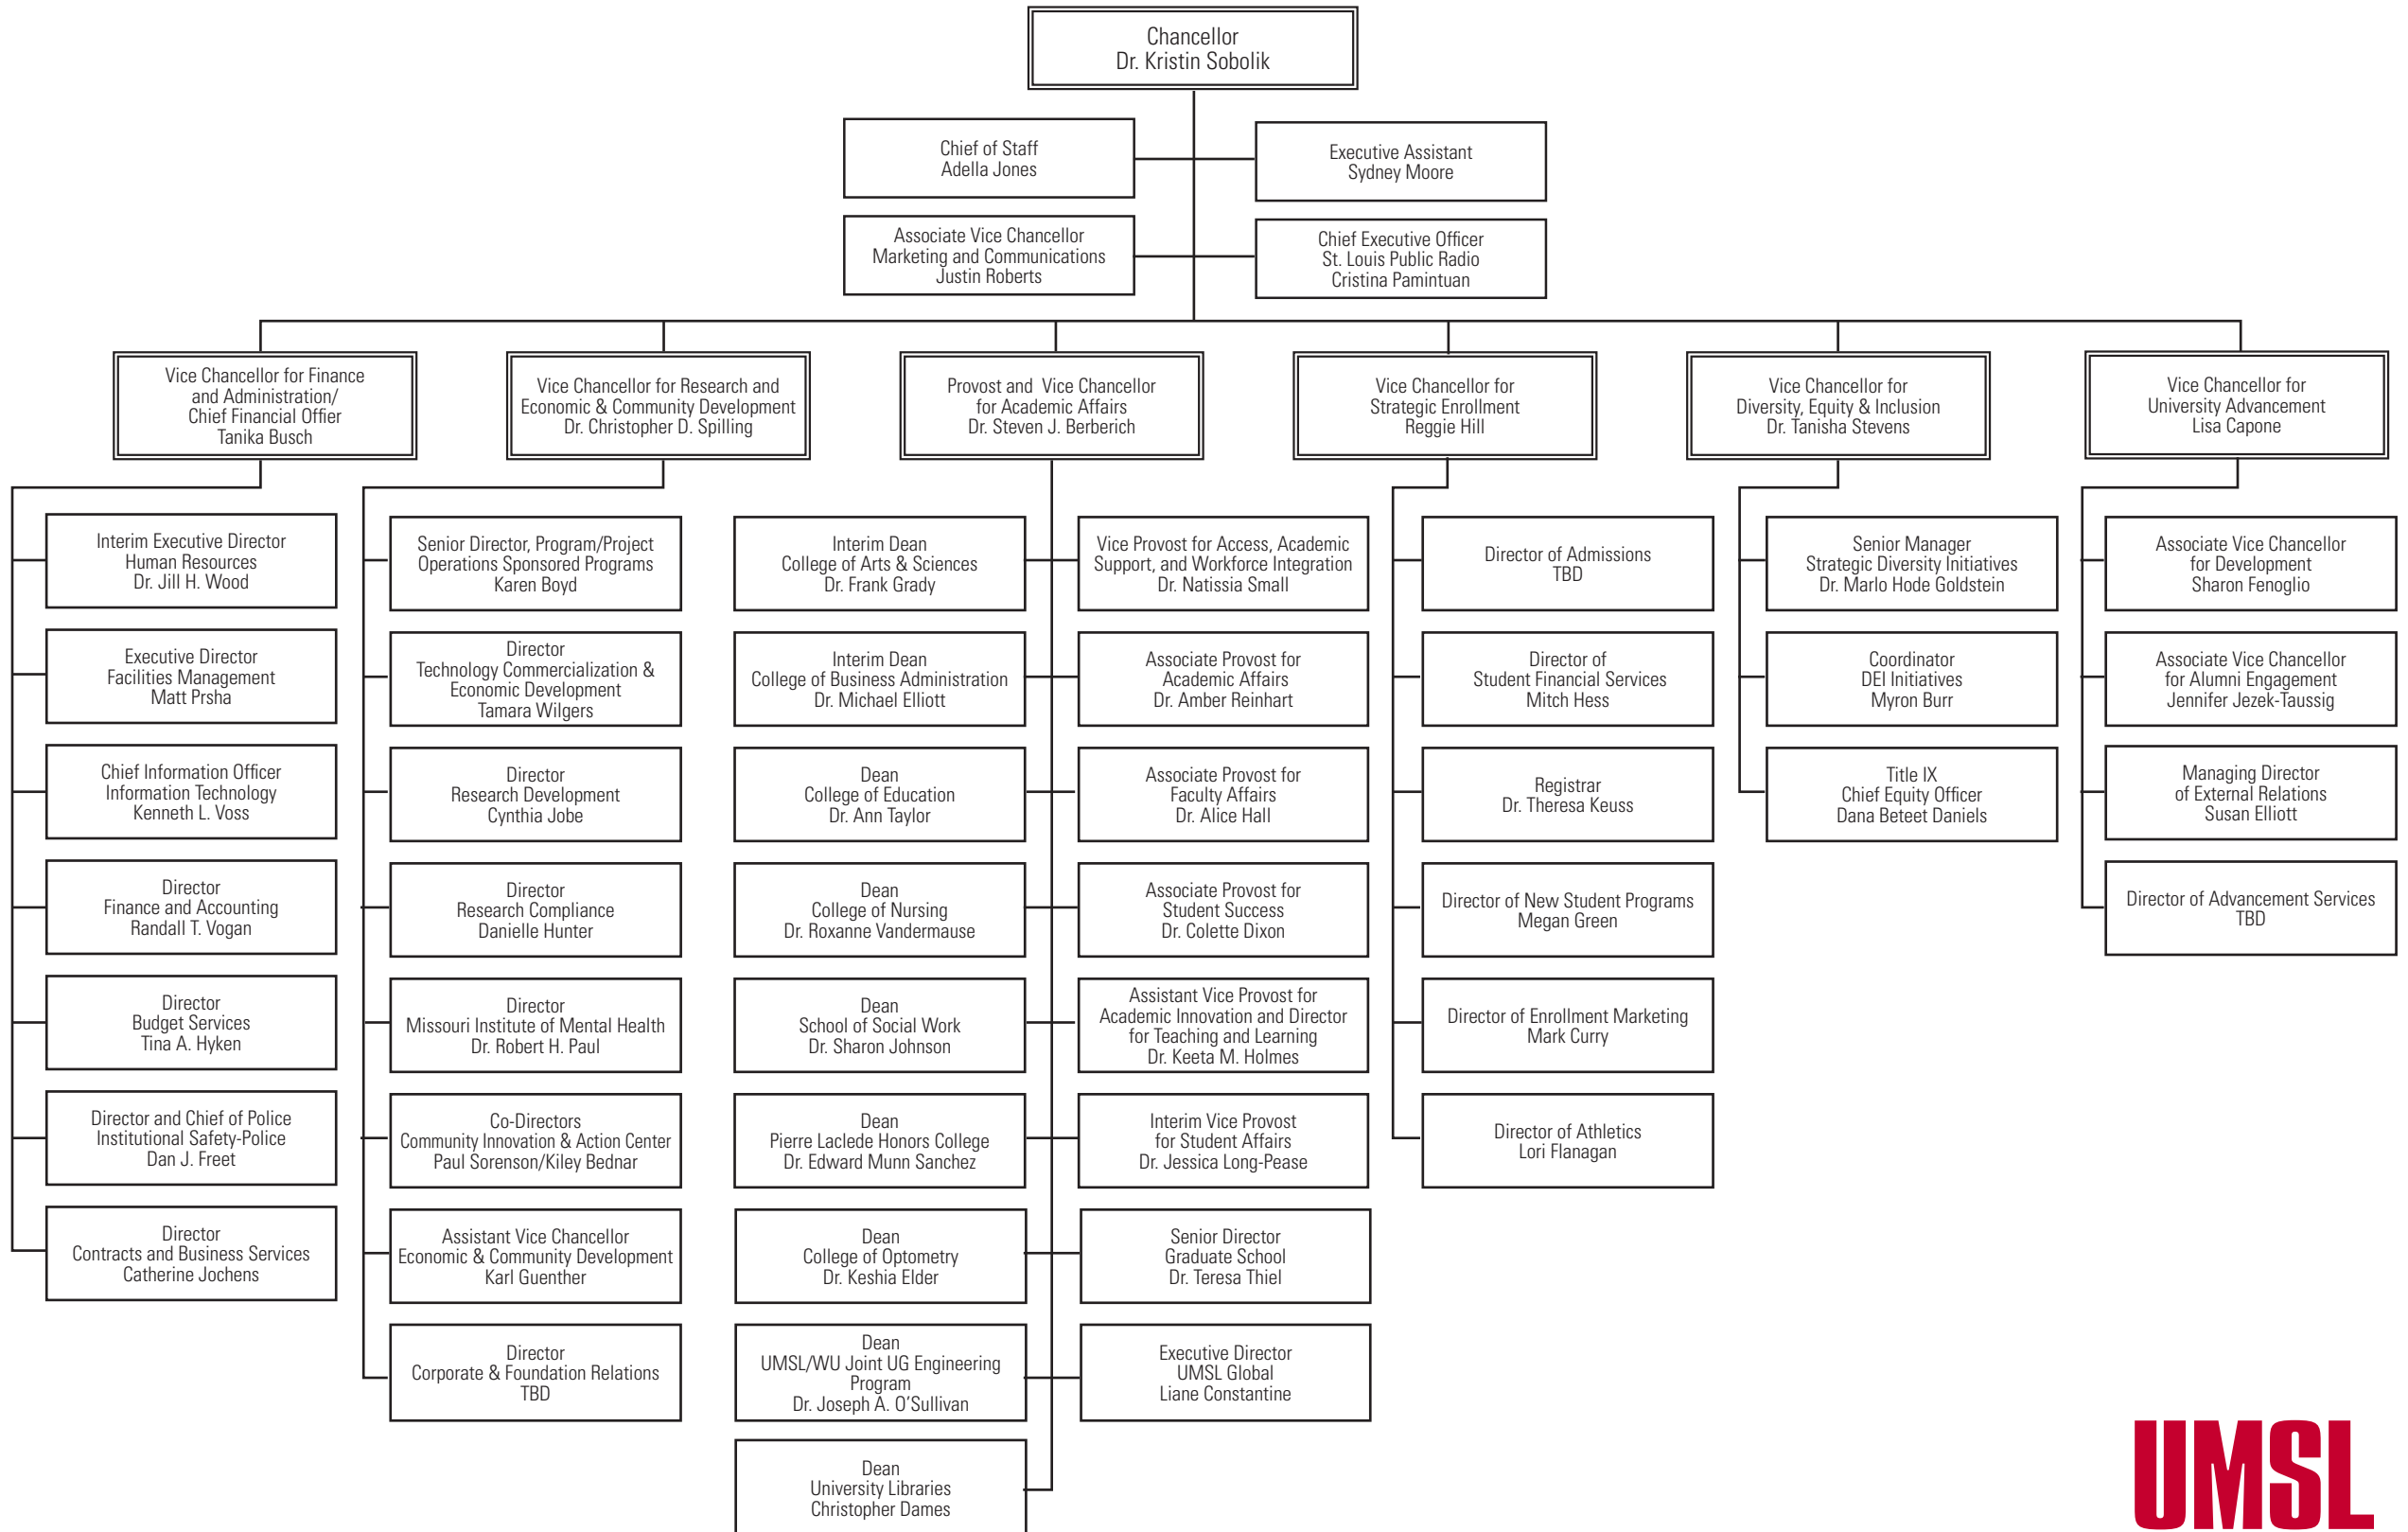 Chancellor
Dr. Kristin Sobolik
Chief of Staff
Adella Jones
Executive Assistant
Sydney Moore
Associate Vice Chancellor
Marketing and Communications
Justin Roberts
Chief Executive Officer
St. Louis Public Radio
Cristina Pamintuan
Vice Chancellor for Finance
and Administration/
Chief Financial Offier
Tanika Busch
Vice Chancellor for Research and
Economic & Community Development
Dr. Christopher D. Spilling
Provost and Vice Chancellor
for Academic Affairs
Dr. Steven J. Berberich
Vice Chancellor for
Strategic Enrollment
Reggie Hill
Vice Chancellor for
Diversity, Equity & Inclusion
Dr. Tanisha Stevens
Vice Chancellor for
University Advancement
Lisa Capone
Interim Executive Director
Human Resources
Dr. Jill H. Wood
Executive Director
Facilities Management
Matt Prsha
Chief Information Officer
Information Technology
Kenneth L. Voss
Director
Finance and Accounting
Randall T. Vogan
Director
Budget Services
Tina A. Hyken
Director and Chief of Police
Institutional Safety-Police
Dan J. Freet
Director
Contracts and Business Services
Catherine Jochens
Senior Director, Program/Project
Operations Sponsored Programs
Karen Boyd
Director
Technology Commercialization &
Economic Development
Tamara Wilgers
Director
Research Development
Cynthia Jobe
Director
Research Compliance
Danielle Hunter
Director
Missouri Institute of Mental Health
Dr. Robert H. Paul
Co-Directors
Community Innovation & Action Center
Paul Sorenson/Kiley Bednar
Assistant Vice Chancellor
Economic & Community Development
Karl Guenther
Director
Corporate & Foundation Relations
TBD
Interim Dean
College of Arts & Sciences
Dr. Frank Grady
Interim Dean
College of Business Administration
Dr. Michael Elliott
Dean
College of Education
Dr. Ann Taylor
Dean
College of Nursing
Dr. Roxanne Vandermause
Dean
School of Social Work
Dr. Sharon Johnson
Dean
Pierre Laclede Honors College
Dr. Edward Munn Sanchez
Dean
College of Optometry
Dr. Keshia Elder
Dean
UMSL/WU Joint UG Engineering
Program
Dr. Joseph A. O'Sullivan
Dean
University Libraries
Christopher Dames
Vice Provost for Access, Academic
Support, and Workforce Integration
Dr. Natissia Small
Associate Provost for
Academic Affairs
Dr. Amber Reinhart
Associate Provost for
Faculty Affairs
Dr. Alice Hall
Associate Provost for
Student Success
Dr. Colette Dixon
Assistant Vice Provost for
Academic Innovation and Director
for Teaching and Learning
Dr. Keeta M. Holmes
Interim Vice Provost
for Student Affairs
Dr. Jessica Long-Pease
Senior Director
Graduate School
Dr. Teresa Thiel
Executive Director
UMSL Global
Liane Constantine
Director of Admissions
TBD
Director of
Student Financial Services
Mitch Hess
Registrar
Dr. Theresa Keuss
Director of New Student Programs
Megan Green
Director of Enrollment Marketing
Mark Curry
Director of Athletics
Lori Flanagan
Senior Manager
Strategic Diversity Initiatives
Dr. Marlo Hode Goldstein
Coordinator
DEI Initiatives
Myron Burr
Title IX
Chief Equity Officer
Dana Beteet Daniels
Associate Vice Chancellor
for Development
Sharon Fenoglio
Associate Vice Chancellor
for Alumni Engagement
Jennifer Jezek-Taussig
Managing Director
of External Relations
Susan Elliott
Director of Advancement Services
TBD
UMSL